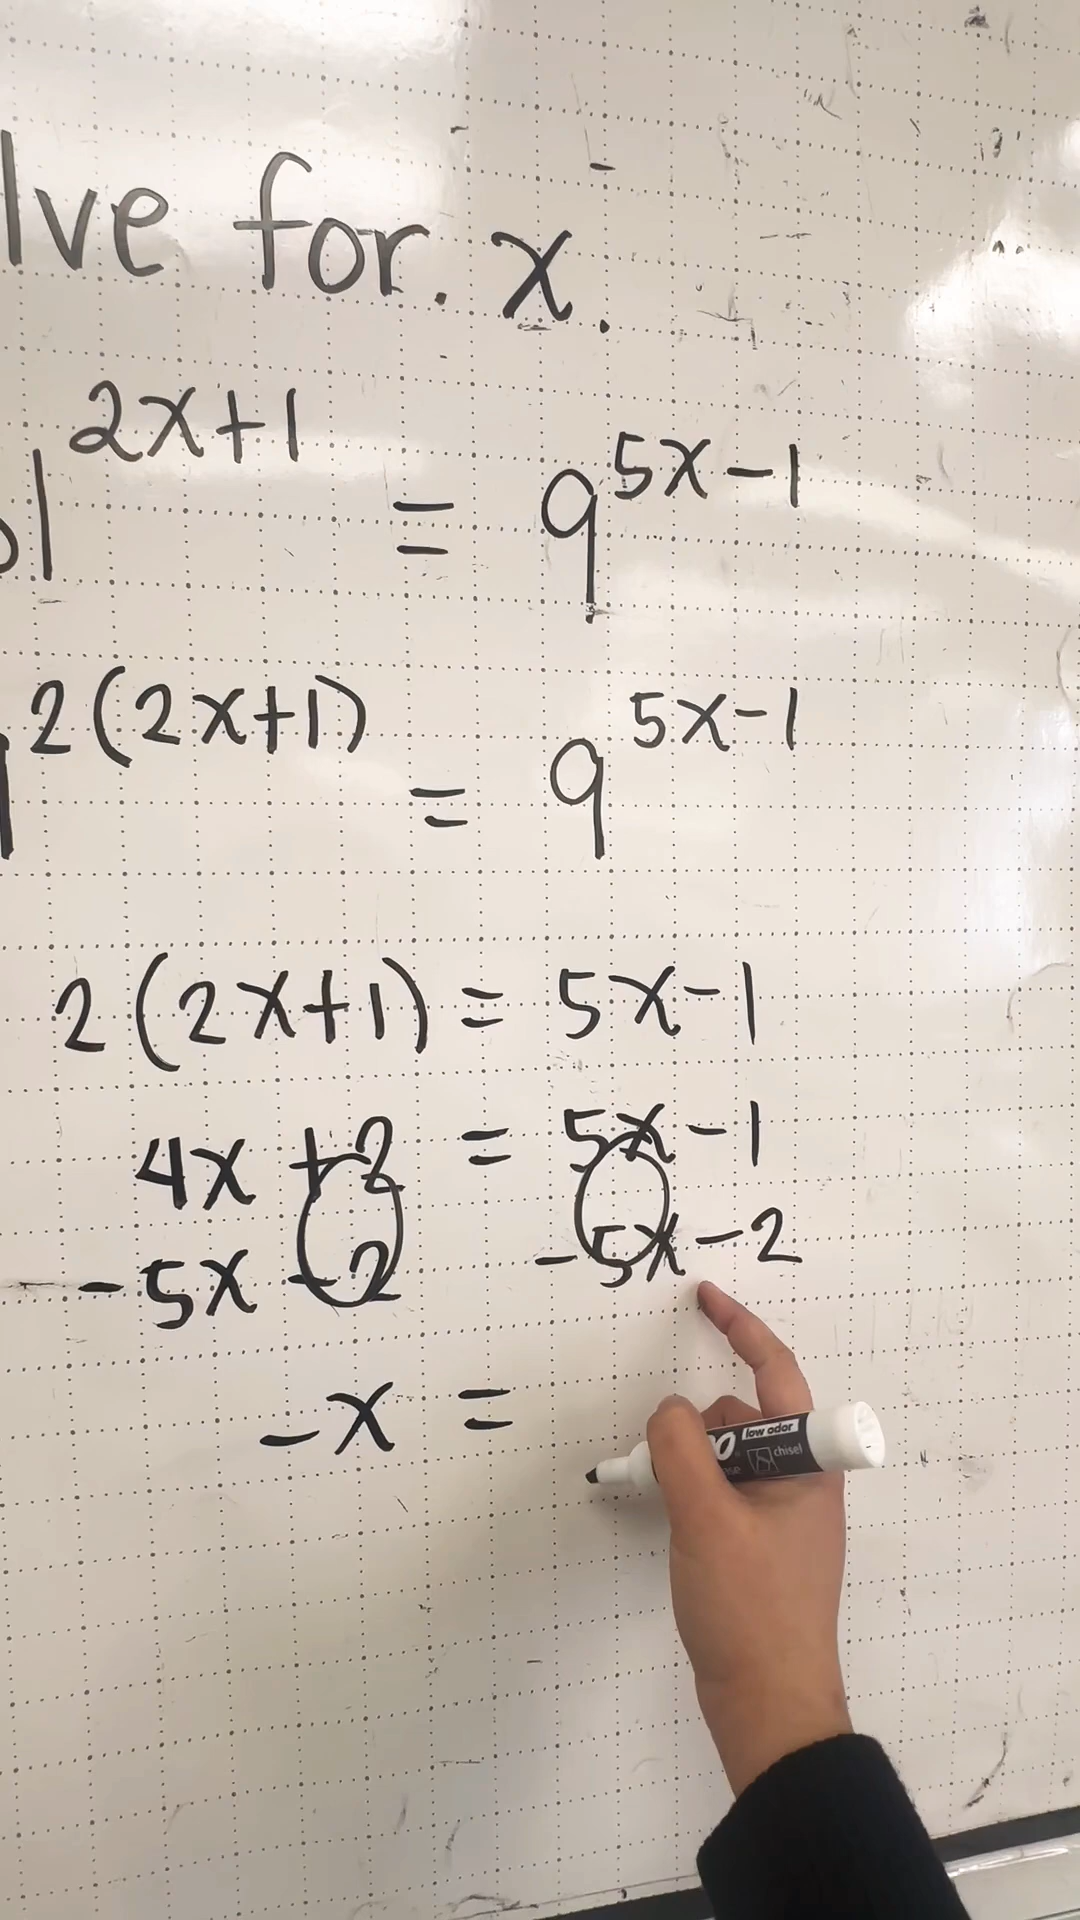 lve for. x.
1^2x+1 = 9^5x-1
^2(2x+1) = 9^5x-1
2(2x+1) = 5x-1
4x +2 = 5x-1
-5x -2 -5x-2
-x =
low odor
chisel